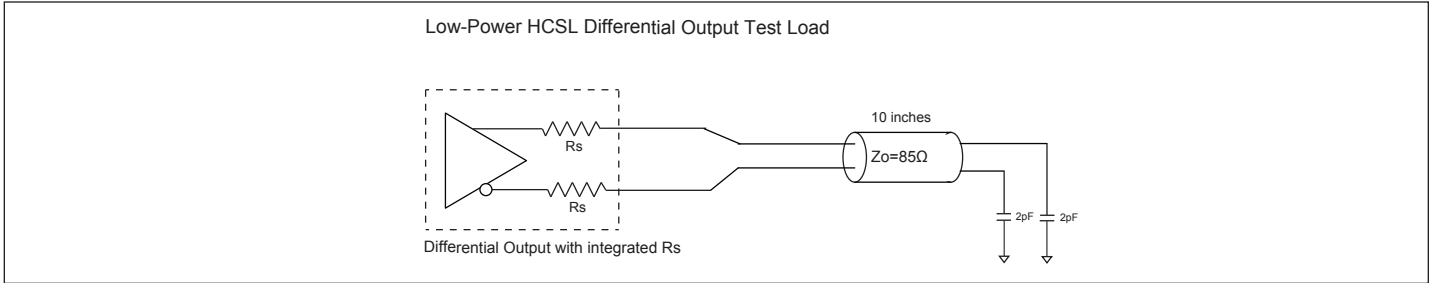 Low-Power HCSL Differential Output Test Load
10 inches
Rs
Zo=85Ω
Rs
2pF 2pF
Differential Output with integrated Rs